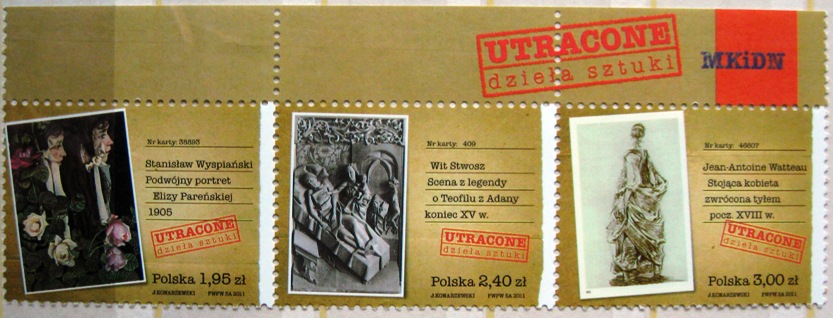 UTRACONE
dzieła sztuki
MKiDN
Nr karty: 38893
Stanisław Wyspiański
Podwójny portret
Elizy Pareńskiej
1905
UTRACONE
dzieła sztuki
Polska 1,95 zł
J.KONARZEWSKI PWPW SA 2011
Nr karty: 409
Wit Stwosz
Scena z legendy
o Teofilu z Adany
koniec XV w.
UTRACONE
dzieła sztuki
Polska 2,40 zł
J.KONARZEWSKI PWPW SA 2011
Nr karty: 46607
Jean-Antoine Watteau
Stojąca kobieta
zwrócona tyłem
pocz. XVIII w.
UTRACONE
dzieła sztuki
Polska 3,00 zł
J.KONARZEWSKI PWPW SA 2011